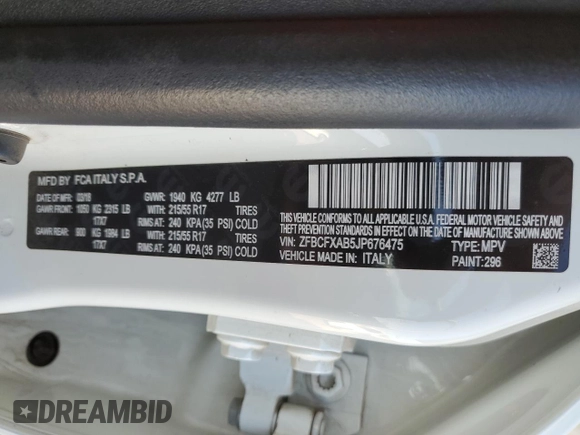 MFD BY FCA ITALY S.P.A.
DATE OF MFR: 03/18 GVWR: 1940 KG 4277 LB
GAWR FRONT: 1050 KG 2315 LB WITH: 215/55 R17 TIRES
17X7 RIMS AT: 240 KPA(35 PSI) COLD
GAWR REAR: 900 KG 1984 LB WITH: 215/55 R17 TIRES
17X7 RIMS AT: 240 KPA(35 PSI) COLD
THIS VEHICLE CONFORMS TO ALL APPLICABLE U.S.A.
FEDERAL MOTOR VEHICLE SAFETY BUMPER AND
THEFT PREVENTION STANDARDS IN EFFECT ON THE DATE OF
MANUFACTURE SHOWN ABOVE
VIN: ZFBCFXAB5JP676475 TYPE: MPV
VEHICLE MADE IN: ITALY PAINT: 296
DREAMBID